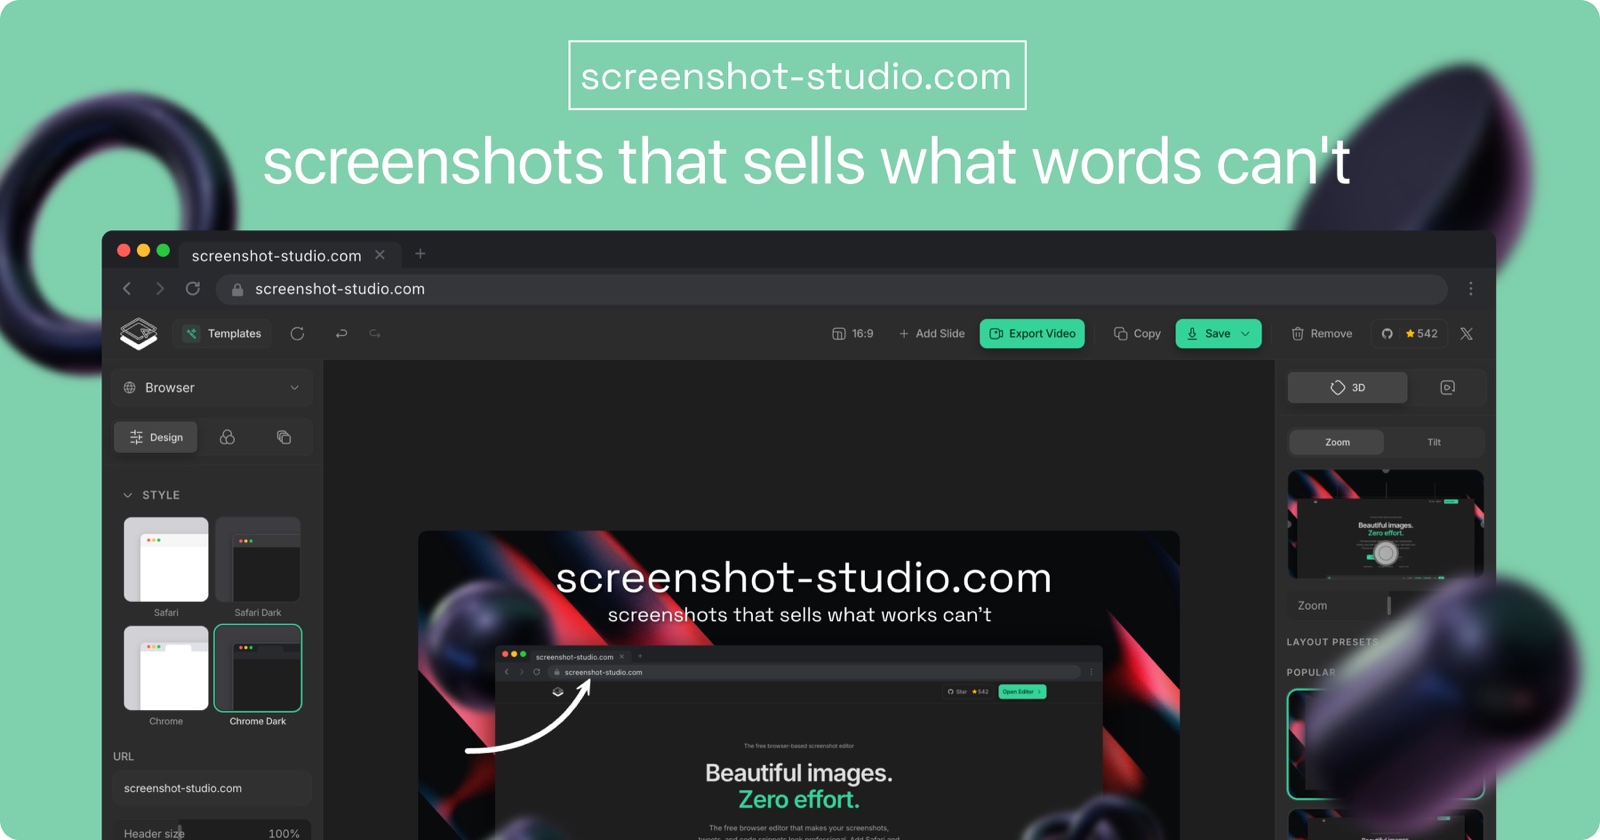 screenshot-studio.com
screenshots that sells what words can't
screenshot-studio.com
screenshot-studio.com
Templates
16:9
Add Slide
Export Video
Copy
Save
Remove
542
Browser
3D
Design
Zoom
Tilt
STYLE
Safari
Safari Dark
Chrome
Chrome Dark
URL
screenshot-studio.com
Header size 100%
screenshot-studio.com
screenshots that sells what works can't
screenshot-studio.com
screenshot-studio.com
Star 542
Open Editor
The free browser-based screenshot editor
Beautiful images.
Zero effort.
The free browser editor that makes your screenshots,
Beautiful images.
Zero effort.
Zoom
LAYOUT PRESETS
POPULAR